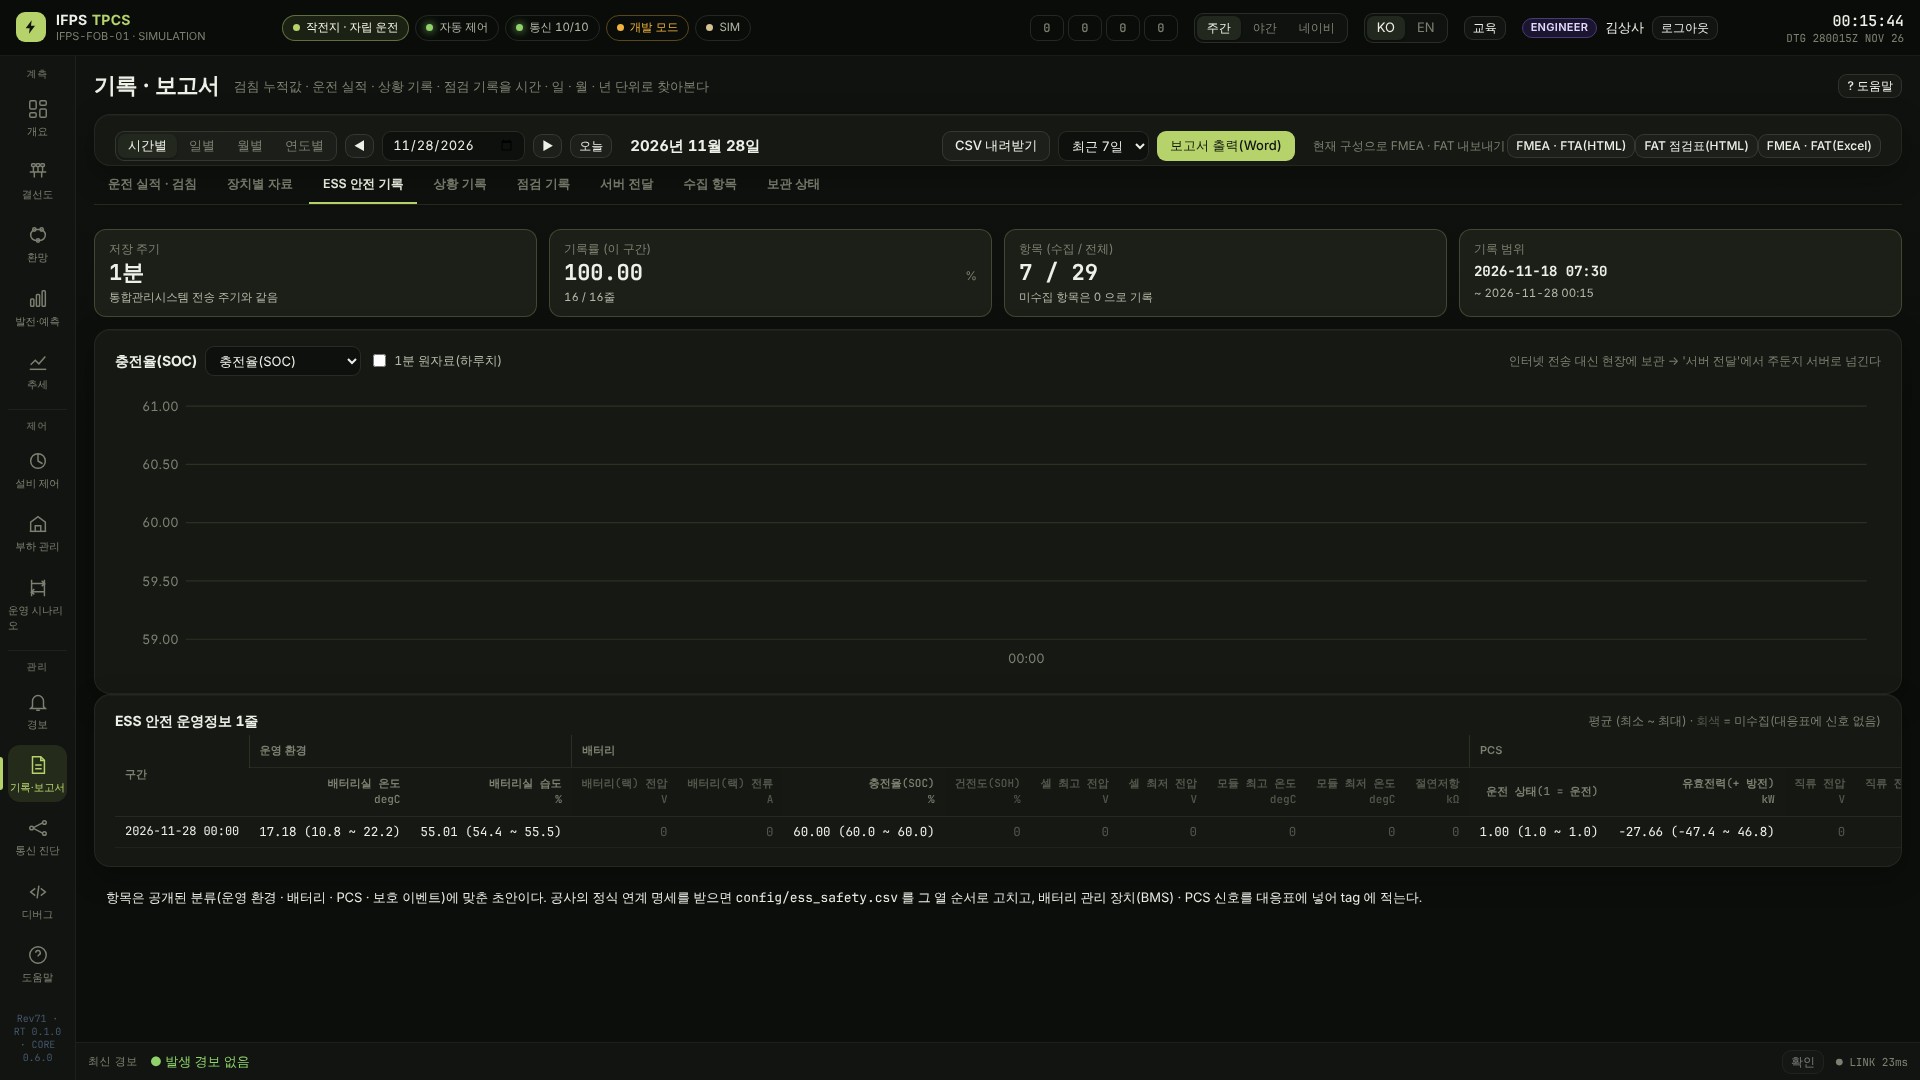 IFPS TPCS
IFPS-FOB-01 · SIMULATION
작전지 · 자립 운전
자동 제어
통신 10/10
개발 모드
SIM
0 0 0 0
주간 야간 네이비
KO EN
교육
ENGINEER 김상사 로그아웃
00:15:44
DTG 280015Z NOV 26
계측
개요
결선도
환망
발전·예측
추세
제어
설비 제어
부하 관리
운영 시나리
오
관리
경보
기록·보고서
통신 진단
디버그
도움말
Rev71 ·
RT 0.1.0
· CORE
0.6.0
기록 · 보고서 검침 누적값 · 운전 실적 · 상황 기록 · 점검 기록을 시간 · 일 · 월 · 년 단위로 찾아본다
? 도움말
시간별 일별 월별 연도별 ◀ 11/28/2026 ▶ 오늘 2026년 11월 28일
CSV 내려받기 최근 7일 보고서 출력(Word) 현재 구성으로 FMEA · FAT 내보내기 FMEA · FTA(HTML) FAT 점검표(HTML) FMEA · FAT(Excel)
운전 실적 · 검침 장치별 자료 ESS 안전 기록 상황 기록 점검 기록 서버 전달 수집 항목 보관 상태
저장 주기
1분
통합관리시스템 전송 주기와 같음
기록률 (이 구간)
100.00 %
16 / 16줄
항목 (수집 / 전체)
7 / 29
미수집 항목은 0 으로 기록
기록 범위
2026-11-18 07:30
~ 2026-11-28 00:15
충전율(SOC) 충전율(SOC) 1분 원자료(하루치)
인터넷 전송 대신 현장에 보관 → '서버 전달'에서 주둔지 서버로 넘긴다
61.00
60.50
60.00
59.50
59.00
00:00
ESS 안전 운영정보 1줄
평균 (최소 ~ 최대) · 회색 = 미수집(대응표에 신호 없음)
구간 운영 환경 배터리 PCS
배터리실 온도 배터리실 습도 배터리(랙) 전압 배터리(랙) 전류 충전율(SOC) 건전도(SOH) 셀 최고 전압 셀 최저 전압 모듈 최고 온도 모듈 최저 온도 절연저항 운전 상태(1 = 운전) 유효전력(+ 방전) 직류 전압 직류 전
degC % V A % % V V degC degC kΩ kW V
2026-11-28 00:00 17.18 (10.8 ~ 22.2) 55.01 (54.4 ~ 55.5) 0 0 60.00 (60.0 ~ 60.0) 0 0 0 0 0 0 1.00 (1.0 ~ 1.0) -27.66 (-47.4 ~ 46.8) 0
항목은 공개된 분류(운영 환경 · 배터리 · PCS · 보호 이벤트)에 맞춘 초안이다. 공사의 정식 연계 명세를 받으면 config/ess_safety.csv 를 그 열 순서로 고치고, 배터리 관리 장치(BMS) · PCS 신호를 대응표에 넣어 tag 에 적는다.
최신 경보 발생 경보 없음
확인 LINK 23ms